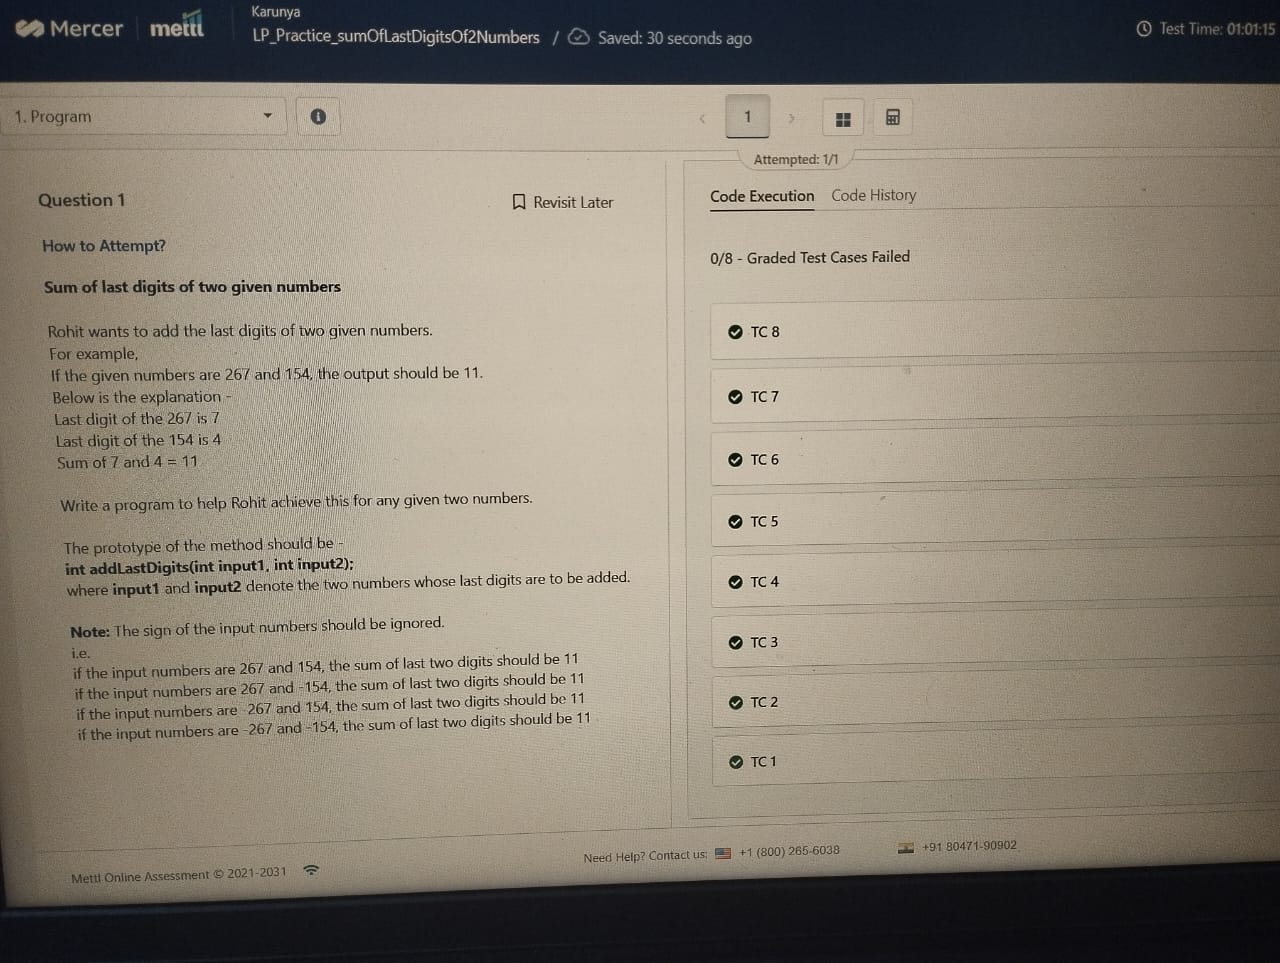 Mercer mettl
Karunya
LP_Practice_sumOfLastDigitsOf2Numbers / Saved: 30 seconds ago
Test Time: 01:01:15
1. Program
1
Attempted: 1/1
Question 1
Revisit Later
How to Attempt?
Sum of last digits of two given numbers
Rohit wants to add the last digits of two given numbers.
For example,
If the given numbers are 267 and 154, the output should be 11.
Below is the explanation -
Last digit of the 267 is 7
Last digit of the 154 is 4
Sum of 7 and 4 = 11
Write a program to help Rohit achieve this for any given two numbers.
The prototype of the method should be -
int addLastDigits(int input1, int input2);
where input1 and input2 denote the two numbers whose last digits are to be added.
Note: The sign of the input numbers should be ignored.
i.e.
if the input numbers are 267 and 154, the sum of last two digits should be 11
if the input numbers are 267 and -154, the sum of last two digits should be 11
if the input numbers are -267 and 154, the sum of last two digits should be 11
if the input numbers are -267 and -154, the sum of last two digits should be 11
Code Execution Code History
0/8 - Graded Test Cases Failed
TC 8
TC 7
TC 6
TC 5
TC 4
TC 3
TC 2
TC 1
Mettl Online Assessment © 2021-2031
Need Help? Contact us: +1 (800) 265-6038 +91 80471-90902